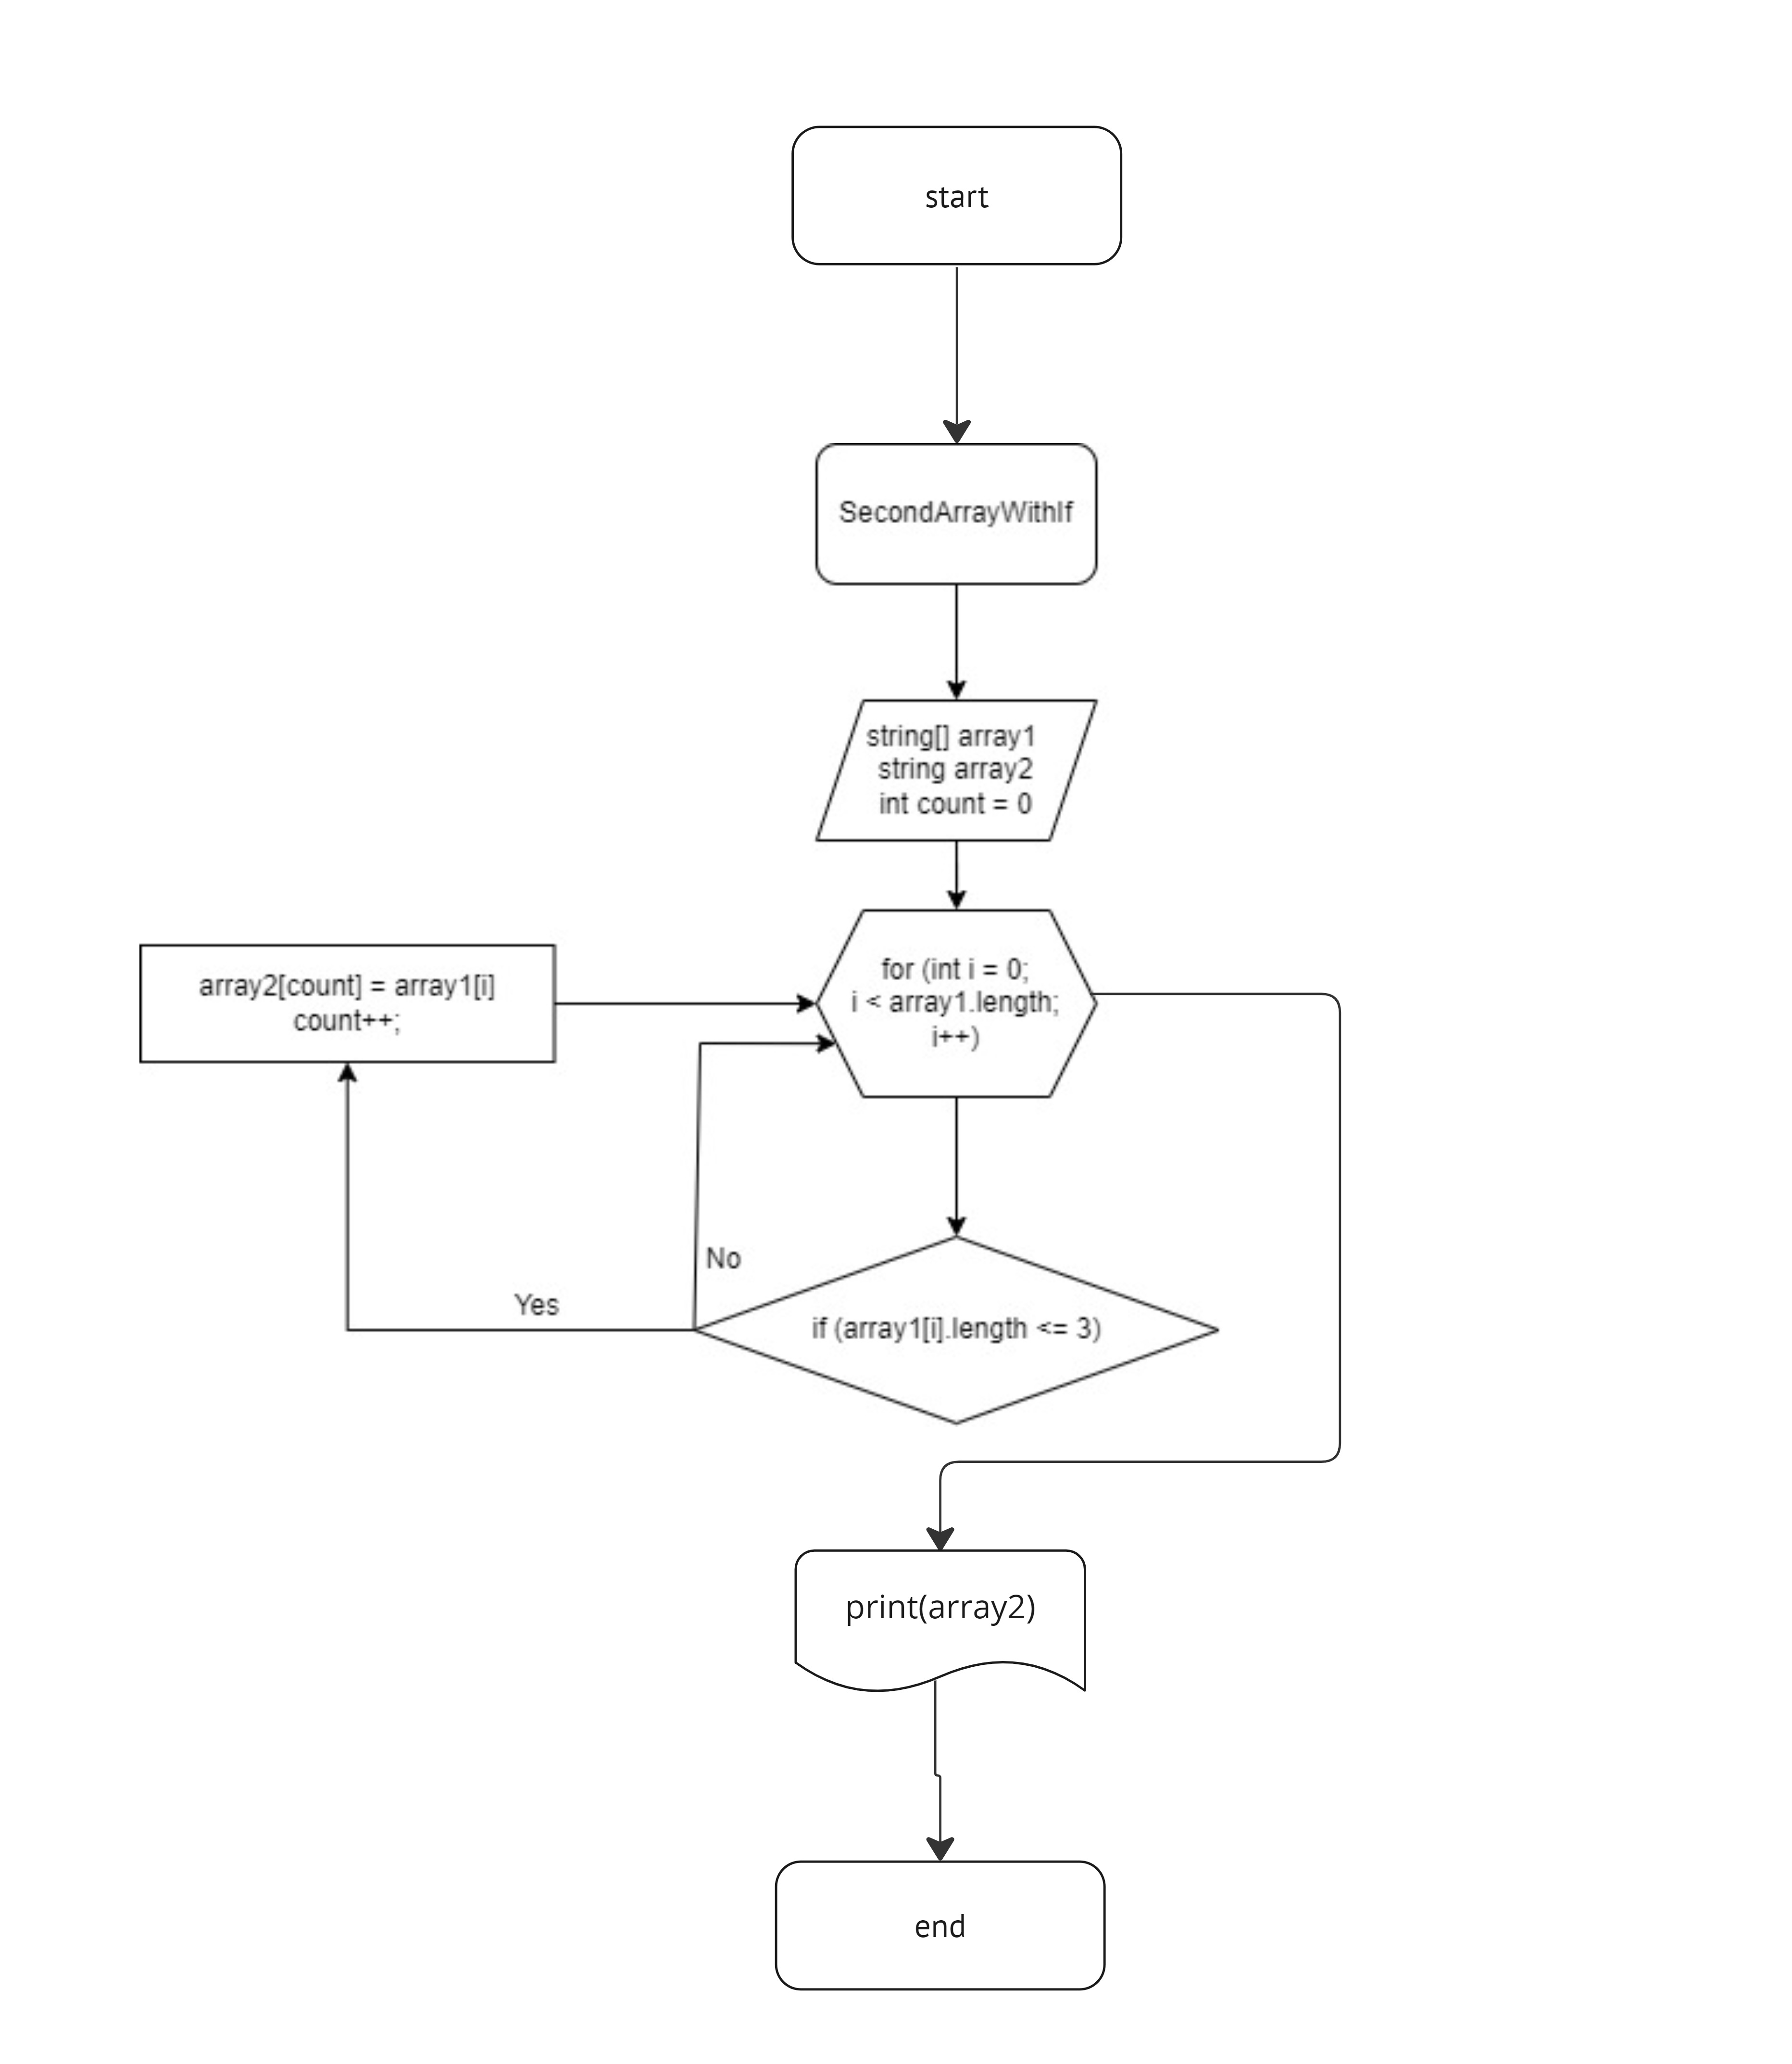 start
SecondArrayWithIf
string[] array1
string array2
int count = 0
for (int i = 0;
i < array1.length;
i++)
array2[count] = array1[i]
count++;
No
Yes
if (array1[i].length <= 3)
print(array2)
end